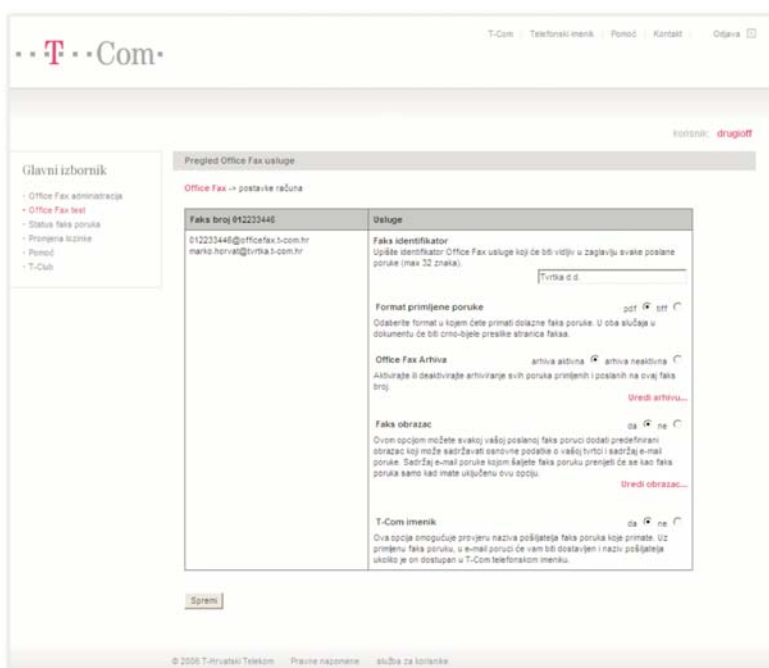 T-Com | Telefonski imenik | Pomoć | Kontakt Odjava
··T··Com·
korisnik: drugioff
Glavni izbornik
- Office Fax administracija
- Office Fax test
- Status faks poruka
- Promjena lozinke
- Pomoć
- T-Club
Pregled Office Fax usluge
Office Fax -> postavke računa
Faks broj 012233446
012233446@officefax.t-com.hr
marko.horvat@tvrtka.t-com.hr
Usluge
Faks identifikator
Upišite identifikator Office Fax usluge koji će biti vidljiv u zaglavlju svake poslane
poruke (max 32 znaka).
Tvrtka d.d.
Format primljene poruke pdf tiff
Odaberite format u kojem ćete primati dolazne faks poruke. U oba slučaja u
dokumentu će biti crno-bijele preslike stranica faksa.
Office Fax Arhiva arhiva aktivna arhiva neaktivna
Aktivirajte ili deaktivirajte arhiviranje svih poruka primljenih i poslanih na ovaj faks
broj.
Uredi arhivu...
Faks obrazac da ne
Ovom opcijom možete svakoj vašoj poslanoj faks poruci dodati predefinirani
obrazac koji može sadržavati osnovne podatke o vašoj tvrtci i sadržaj e-mail
poruke. Sadržaj e-mail poruke kojom šaljete faks poruku prenijeti će se kao faks
poruka samo kad imate uključenu ovu opciju.
Uredi obrazac...
T-Com imenik da ne
Ova opcija omogućuje provjeru naziva pošiljatelja faks poruka koje primate. Uz
primljenu faks poruku, u e-mail poruci će vam biti dostavljen i naziv pošiljatelja
ukoliko je on dostupan u T-Com telefonskom imeniku.
Spremi
© 2006 T-Hrvatski Telekom Pravne napomene služba za korisnike